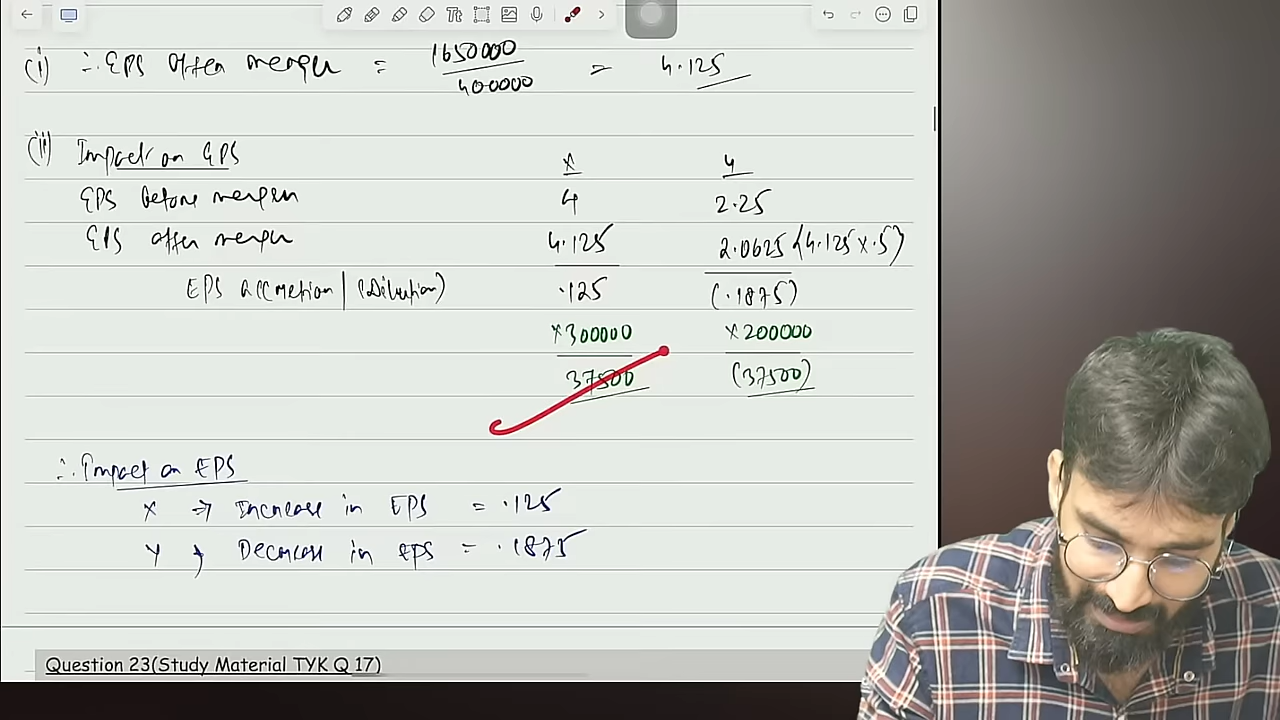 (i) ∴ EPS after merger = 1650000 / 400000 = 4.125
(ii) Impact on EPS
X Y
EPS before merger 4 2.25
EPS after merger 4.125 2.0625 (4.125 x .5)
EPS accretion | (Dilution) .125 (.1875)
x300000 x200000
37500 (37500)
∴ Impact on EPS
X ⇒ Increase in EPS = .125
Y Decrease in EPS = .1875
Question 23(Study Material TYK Q 17)